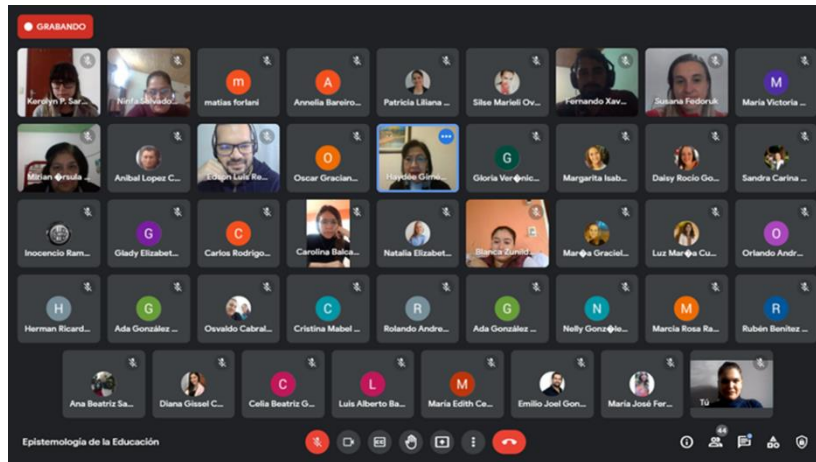 GRABANDO
Kerolyn P. Sar...
Ninfa Salvado...
matias forlani
Annelia Bareiro...
Patricia Liliana ...
Silse Marieli Ov...
Fernando Xav...
Susana Fedoruk
M
Maria Victoria ...
Mirian �rsula ...
Anibal Lopez C...
Edson Luis Re...
Oscar Gracian...
Haydée Gimé...
Gloria Ver�nic...
Margarita Isab...
Daisy Rocío Go...
Sandra Carina ...
Inocencio Ram...
Glady Elizabet...
Carlos Rodrigo...
Carolina Balca...
Natalia Elizabet...
Blanca Zunild...
Mar�a Graciel...
Luz Mar�a Cu...
Orlando Andr...
Herman Ricard...
Ada González ...
Osvaldo Cabral...
Cristina Mabel ...
Rolando Andre...
Ada González ...
Nelly Gonz�le...
Marcia Rosa Ra...
Rubén Benitez ...
Ana Beatriz Sa...
Diana Gissel C...
Celia Beatriz G...
Luis Alberto Ba...
María Edith Ce...
Emilio Joel Gon...
María José Fer...
Tú
Epistemología de la Educación
44